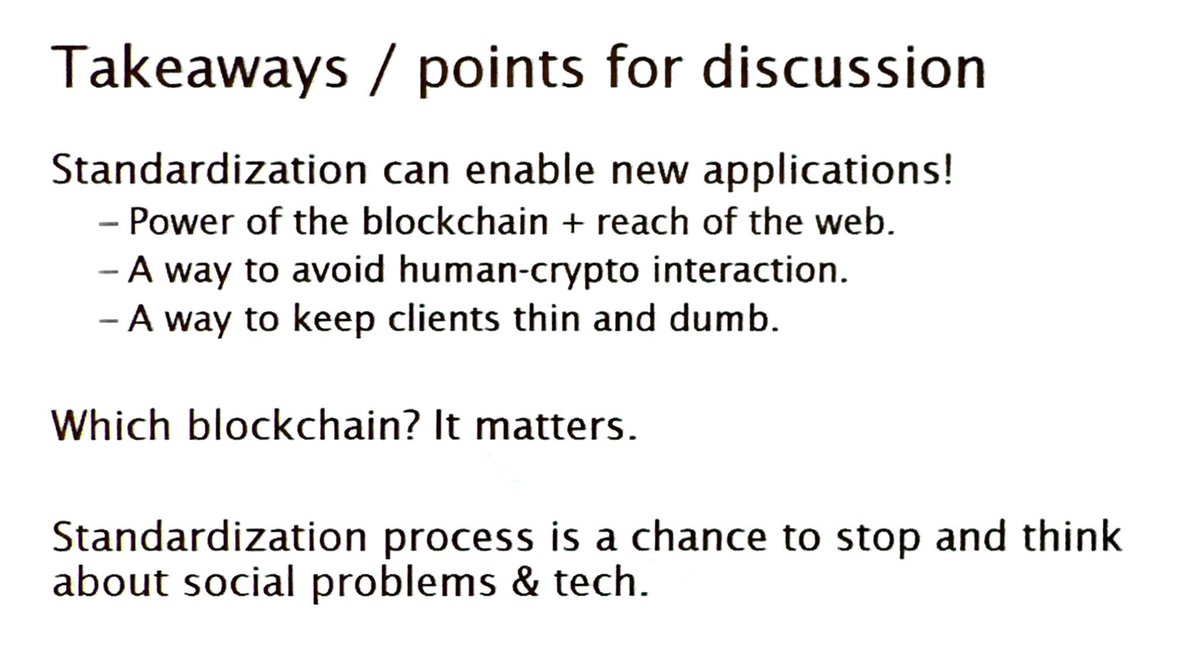 Takeaways / points for discussion
Standardization can enable new applications!
– Power of the blockchain + reach of the web.
– A way to avoid human-crypto interaction.
– A way to keep clients thin and dumb.
Which blockchain? It matters.
Standardization process is a chance to stop and think
about social problems & tech.